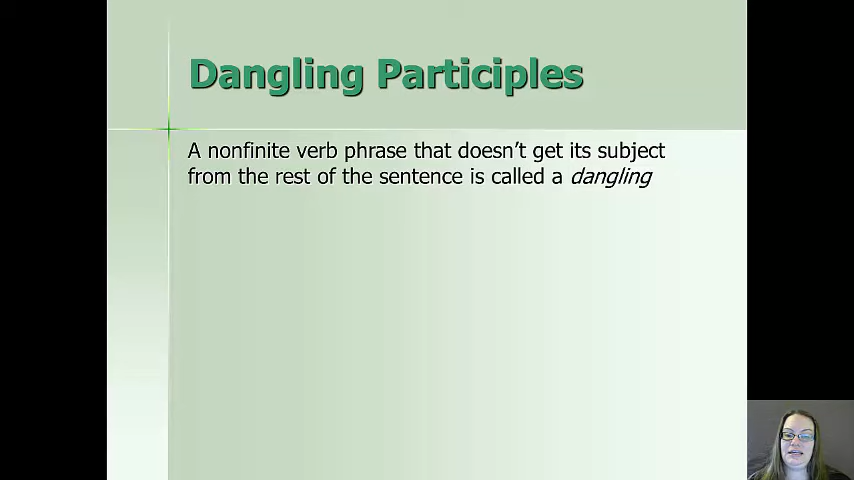 Dangling Participles
A nonfinite verb phrase that doesn't get its subject
from the rest of the sentence is called a dangling